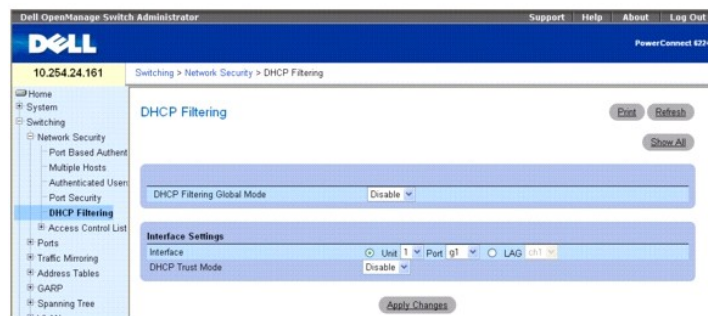 Dell OpenManage Switch Administrator Support Help About Log Out
DELL
PowerConnect 622
10.254.24.161 Switching > Network Security > DHCP Filtering
Home
System
Switching
Network Security
Port Based Authent
Multiple Hosts
Authenticated Users
Port Security
DHCP Filtering
Access Control List
Ports
Traffic Mirroring
Address Tables
GARP
Spanning Tree
DHCP Filtering
Print Refresh
Show All
DHCP Filtering Global Mode Disable
Interface Settings
Interface Unit 1 Port g1 LAG ch1
DHCP Trust Mode Disable
Apply Changes